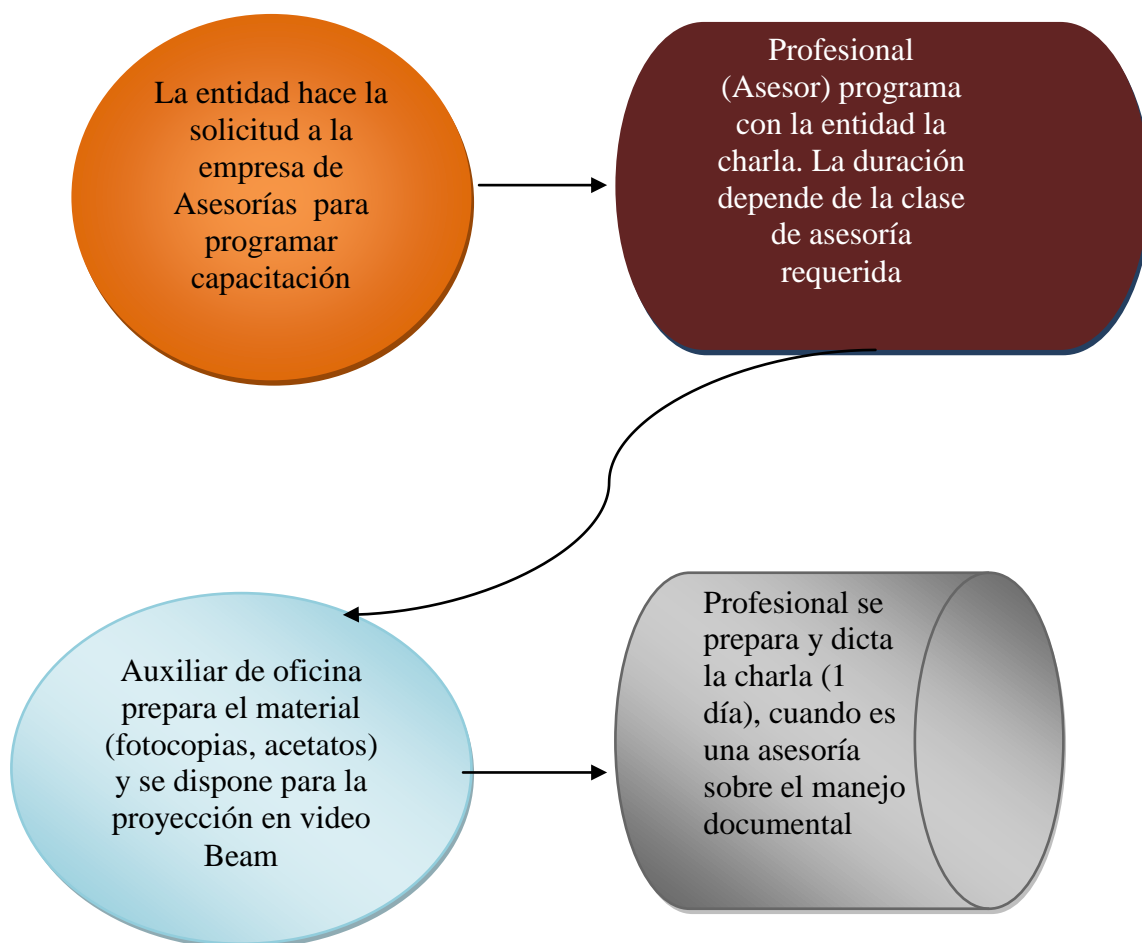 La entidad hace la
solicitud a la
empresa de
Asesorías para
programar
capacitación
Profesional
(Asesor) programa
con la entidad la
charla. La duración
depende de la clase
de asesoría
requerida
Auxiliar de oficina
prepara el material
(fotocopias, acetatos)
y se dispone para la
proyección en video
Beam
Profesional se
prepara y dicta
la charla (1
día), cuando es
una asesoría
sobre el manejo
documental